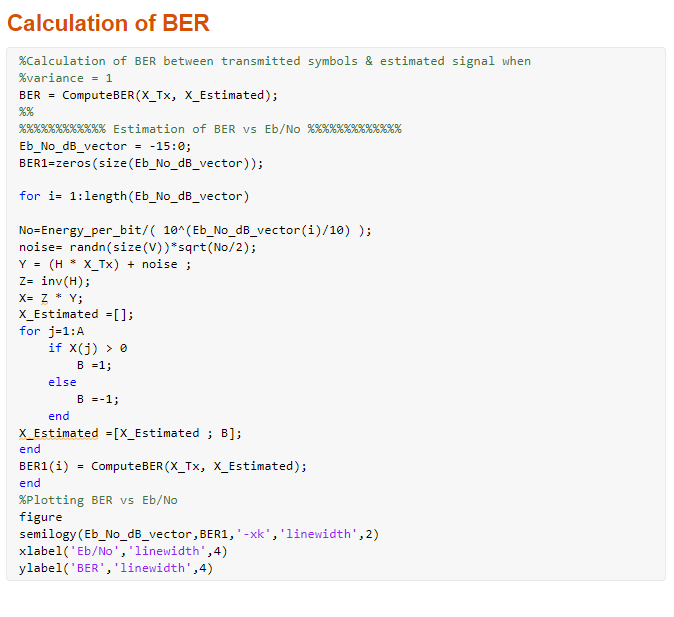 Calculation of BER
%Calculation of BER between transmitted symbols & estimated signal when
%variance = 1
BER = ComputeBER(X_Tx, X_Estimated);
%%
%%%%%%%%%%%% Estimation of BER vs Eb/No %%%%%%%%%%%%%
Eb_No_dB_vector = -15:0;
BER1=zeros(size(Eb_No_dB_vector));
for i= 1:length(Eb_No_dB_vector)
No=Energy_per_bit/( 10^(Eb_No_dB_vector(i)/10) );
noise= randn(size(V))*sqrt(No/2);
Y = (H * X_Tx) + noise ;
Z= inv(H);
X= Z * Y;
X_Estimated =[];
for j=1:A
    if X(j) > 0
        B =1;
    else
        B =-1;
    end
X_Estimated =[X_Estimated ; B];
end
BER1(i) = ComputeBER(X_Tx, X_Estimated);
end
%Plotting BER vs Eb/No
figure
semilogy(Eb_No_dB_vector,BER1,'-xk','linewidth',2)
xlabel('Eb/No','linewidth',4)
ylabel('BER','linewidth',4)